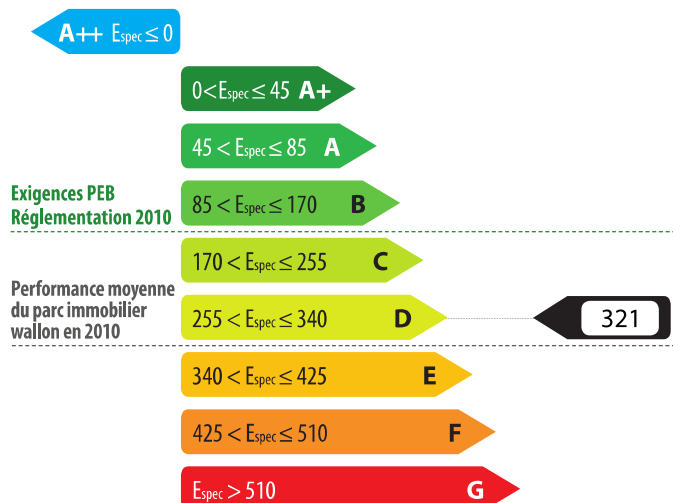 A++ Espec ≤ 0
0 < Espec ≤ 45 A+
45 < Espec ≤ 85 A
Exigences PEB
Réglementation 2010
85 < Espec ≤ 170 B
170 < Espec ≤ 255 C
Performance moyenne
du parc immobilier
wallon en 2010
255 < Espec ≤ 340 D
321
340 < Espec ≤ 425 E
425 < Espec ≤ 510 F
Espec > 510 G